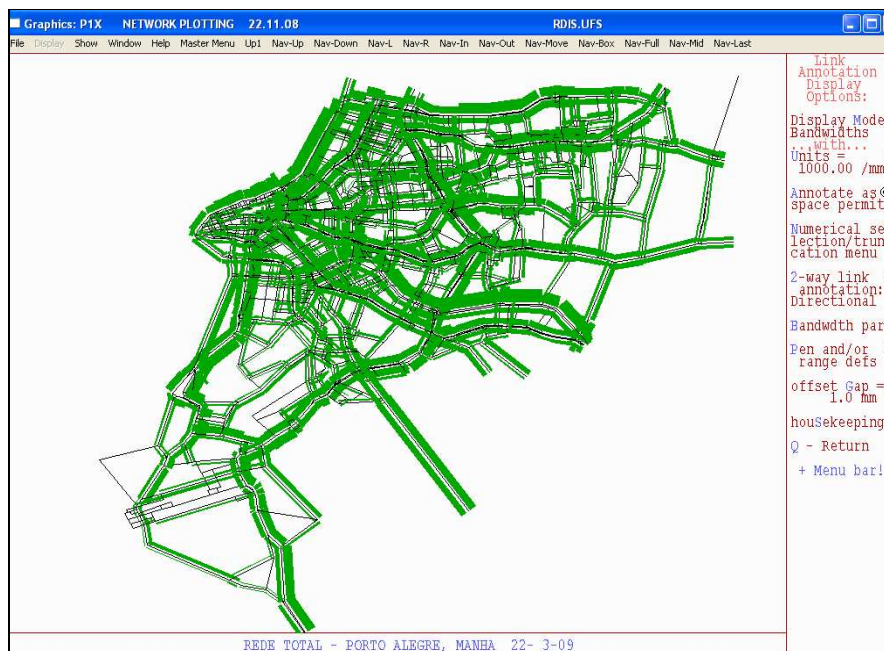 Graphics: P1X NETWORK PLOTTING 22.11.08 RDIS.UFS
File Display Show Window Help Master Menu Up1 Nav-Up Nav-Down Nav-L Nav-R Nav-In Nav-Out Nav-Move Nav-Box Nav-Full Nav-Mid Nav-Last
Link
Annotation
Display
Options:
Display Mode
Bandwidths
...with...
Units =
1000.00 /mm
Annotate as
space permit
Numerical se
lection/trun
cation menu
2-way link
annotation:
Directional
Bandwdth par
Pen and/or
range defs
offset Gap =
1.0 mm
houSekeeping
Q - Return
+ Menu bar!
REDE TOTAL - PORTO ALEGRE, MANHA 22- 3-09